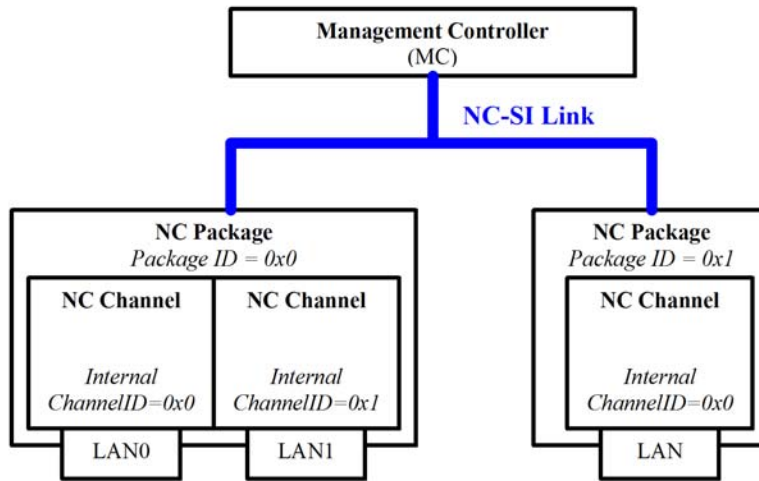 Management Controller
(MC)
NC-SI Link
NC Package
Package ID = 0x0
NC Channel
Internal
ChannelID=0x0
NC Channel
Internal
ChannelID=0x1
LAN0
LAN1
NC Package
Package ID = 0x1
NC Channel
Internal
ChannelID=0x0
LAN